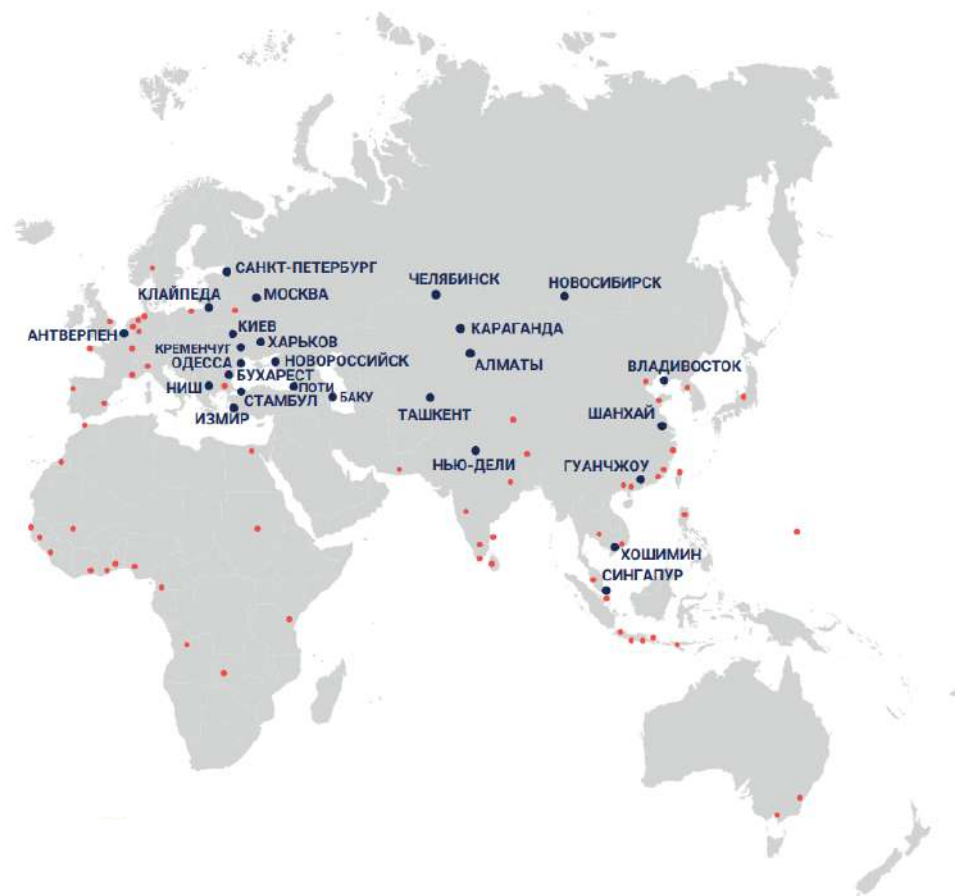 САНКТ-ПЕТЕРБУРГ
ЧЕЛЯБИНСК
НОВОСИБИРСК
КЛАЙПЕДА
МОСКВА
АНТВЕРПЕН
КИЕВ
КАРАГАНДА
ХАРЬКОВ
КРЕМЕНЧУГ
НОВОРОССИЙСК
ОДЕССА
АЛМАТЫ
ВЛАДИВОСТОК
БУХАРЕСТ
НИШ
ПОТИ
СТАМБУЛ
БАКУ
ТАШКЕНТ
ШАНХАЙ
ИЗМИР
НЬЮ-ДЕЛИ
ГУАНЧЖОУ
ХОШИМИН
СИНГАПУР